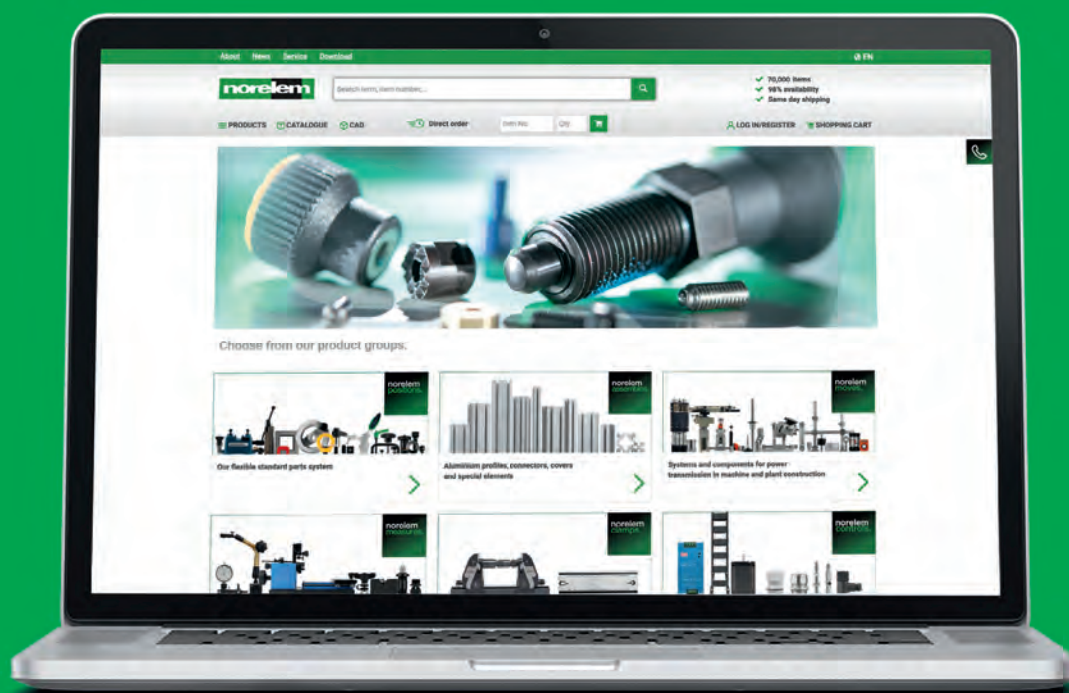 About News Service Download
EN
norelem
Search term, item number,...
70,000 items
98% availability
Same day shipping
PRODUCTS CATALOGUE CAD
Direct order
Item No.
Qty
LOG IN/REGISTER SHOPPING CART
Choose from our product groups.
norelem
positions.
Our flexible standard parts system
norelem
assembles.
Aluminium profiles, connectors, covers
and special elements
norelem
moves.
Systems and components for power
transmission in machine and plant construction
norelem
measures.
norelem
clamps.
norelem
controls.